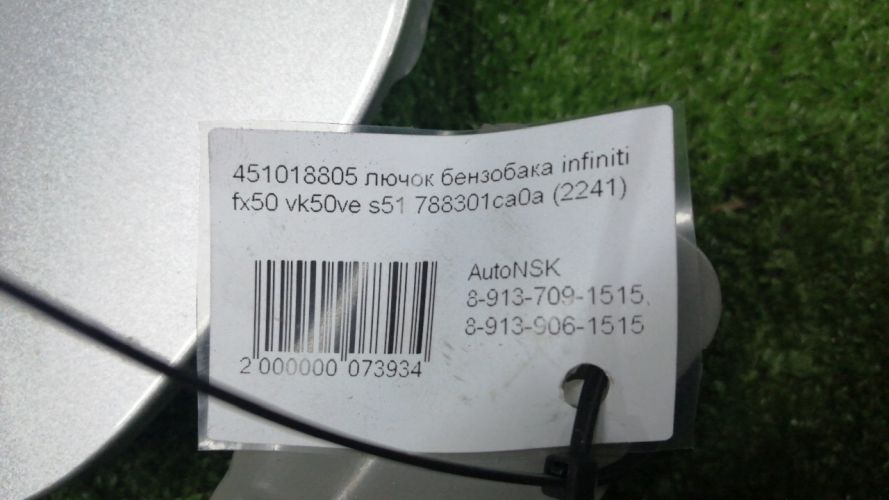 451018805 лючок бензобака infiniti
fx50 vk50ve s51 788301ca0a (2241)
AutoNSK
8-913-709-1515,
8-913-906-1515
2 000000 073934